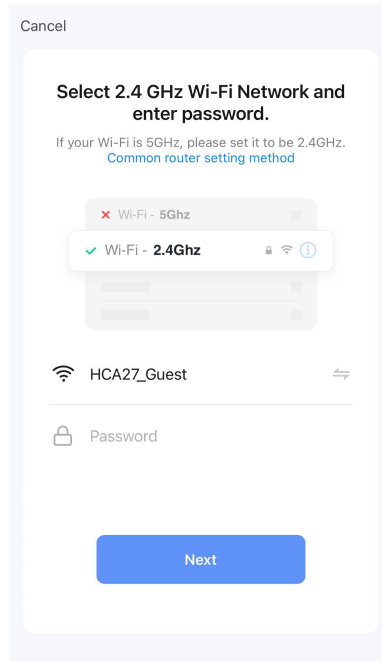 Cancel
Select 2.4 GHz Wi-Fi Network and
enter password.
If your Wi-Fi is 5GHz, please set it to be 2.4GHz.
Common router setting method
Wi-Fi - 5Ghz
Wi-Fi - 2.4Ghz
HCA27_Guest
Password
Next